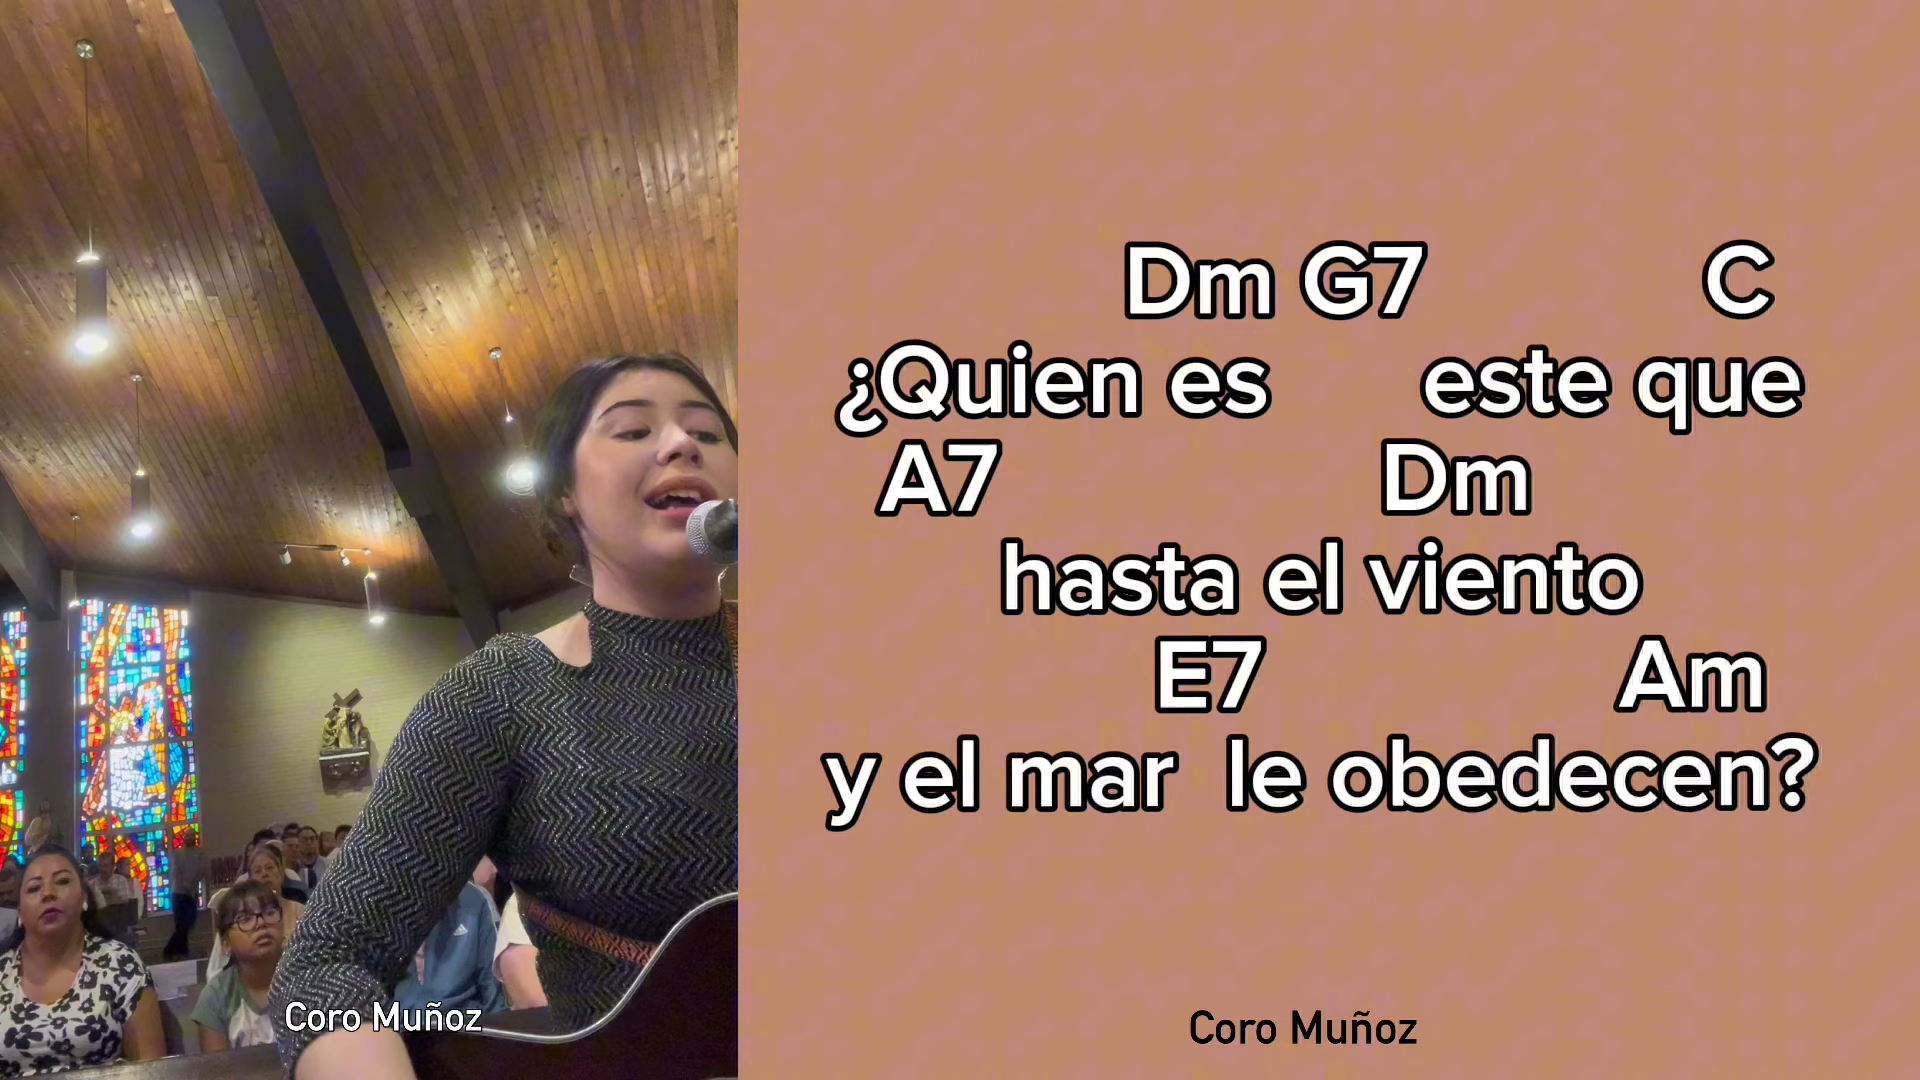 Dm G7 C
¿Quien es este que
A7 Dm
hasta el viento
E7 Am
y el mar le obedecen?
Coro Muñoz
Coro Muñoz